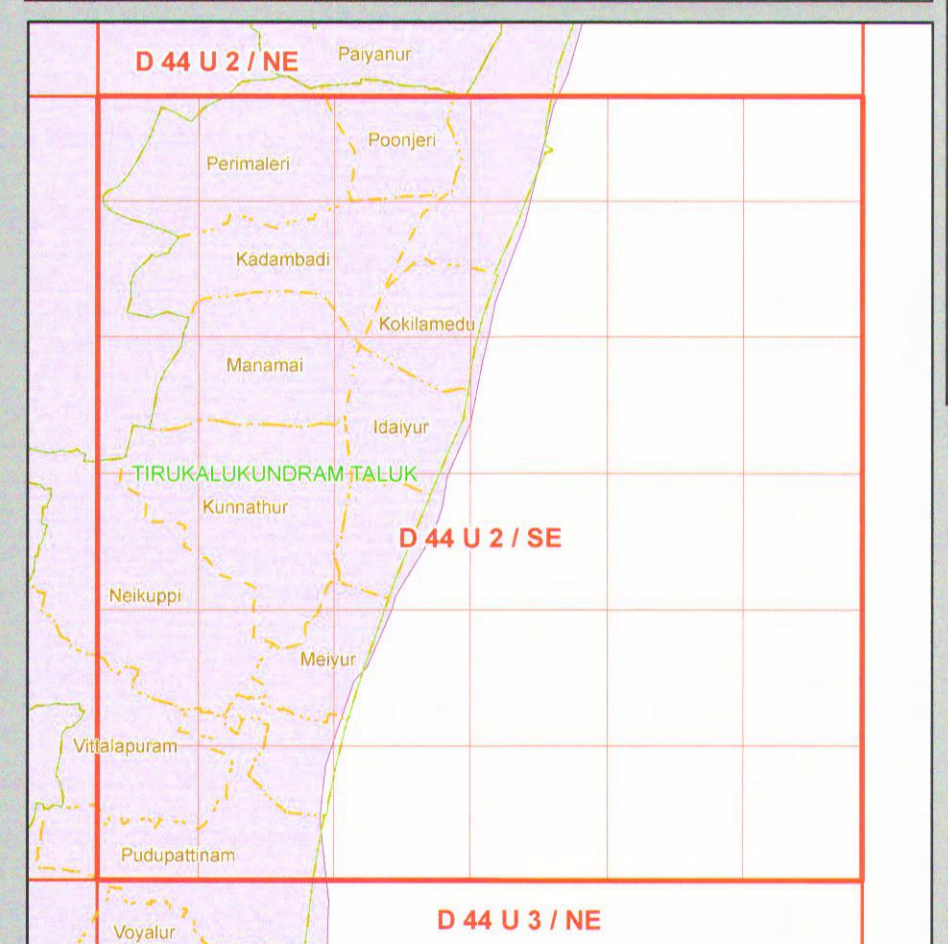 Paiyanur
D 44 U 2 / NE
Poonjeri
Perimaleri
Kadambadi
Kokilamedu
Manamai
Idaiyur
TIRUKALUKUNDRAM TALUK
Kunnathur
D 44 U 2 / SE
Neikuppi
Meiyur
Vittalapuram
Pudupattinam
D 44 U 3 / NE
Voyalur